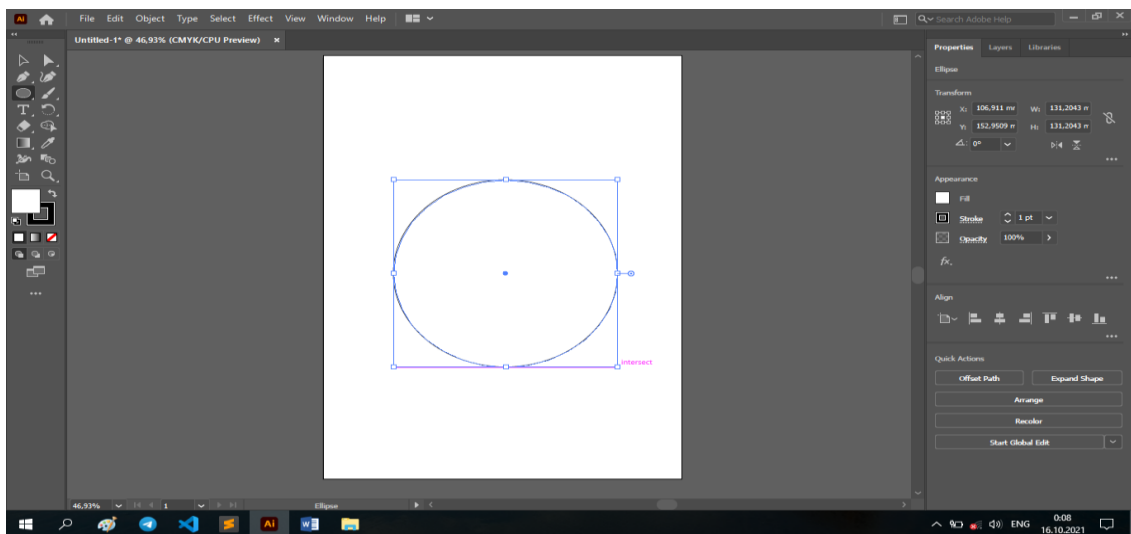 Ai File Edit Object Type Select Effect View Window Help Search Adobe Help
Untitled-1* @ 46,93% (CMYK/CPU Preview) ×
Properties Layers Libraries
Ellipse
Transform
X: 106,911 W: 131,2043
Y: 152,9509 H: 131,2043
0°
Appearance
Fill
Stroke 1 pt
Opacity 100%
fx
Align
intersect
Quick Actions
Offset Path Expand Shape
Arrange
Recolor
Start Global Edit
46,93% 1 Ellipse
Ai W ENG 0:08
16.10.2021